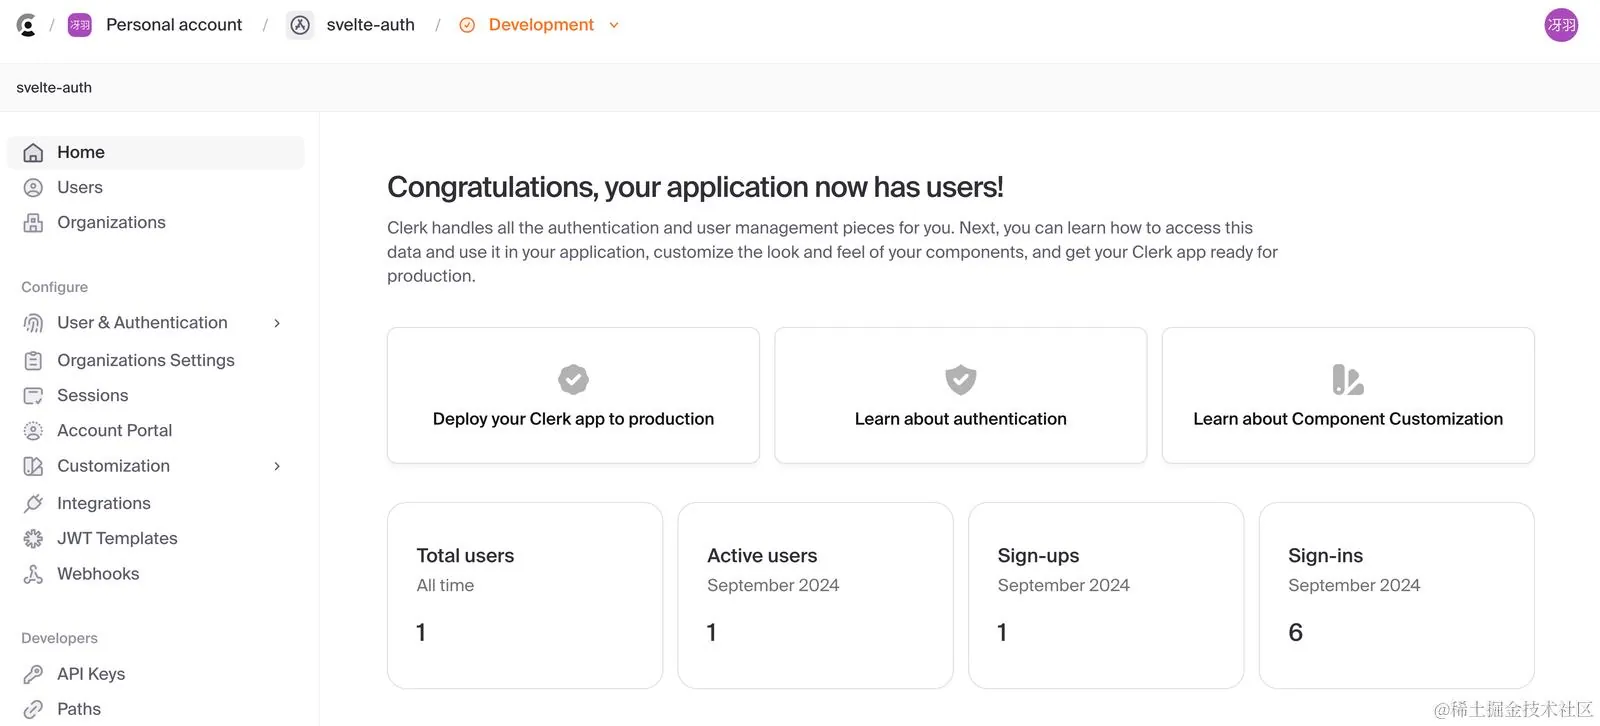 冴羽 Personal account / svelte-auth / Development 冴羽
svelte-auth
Home
Users
Organizations
Configure
User & Authentication
Organizations Settings
Sessions
Account Portal
Customization
Integrations
JWT Templates
Webhooks
Developers
API Keys
Paths
Congratulations, your application now has users!
Clerk handles all the authentication and user management pieces for you. Next, you can learn how to access this
data and use it in your application, customize the look and feel of your components, and get your Clerk app ready for
production.
Deploy your Clerk app to production
Learn about authentication
Learn about Component Customization
Total users
All time
1
Active users
September 2024
1
Sign-ups
September 2024
1
Sign-ins
September 2024
6
@稀土掘金技术社区